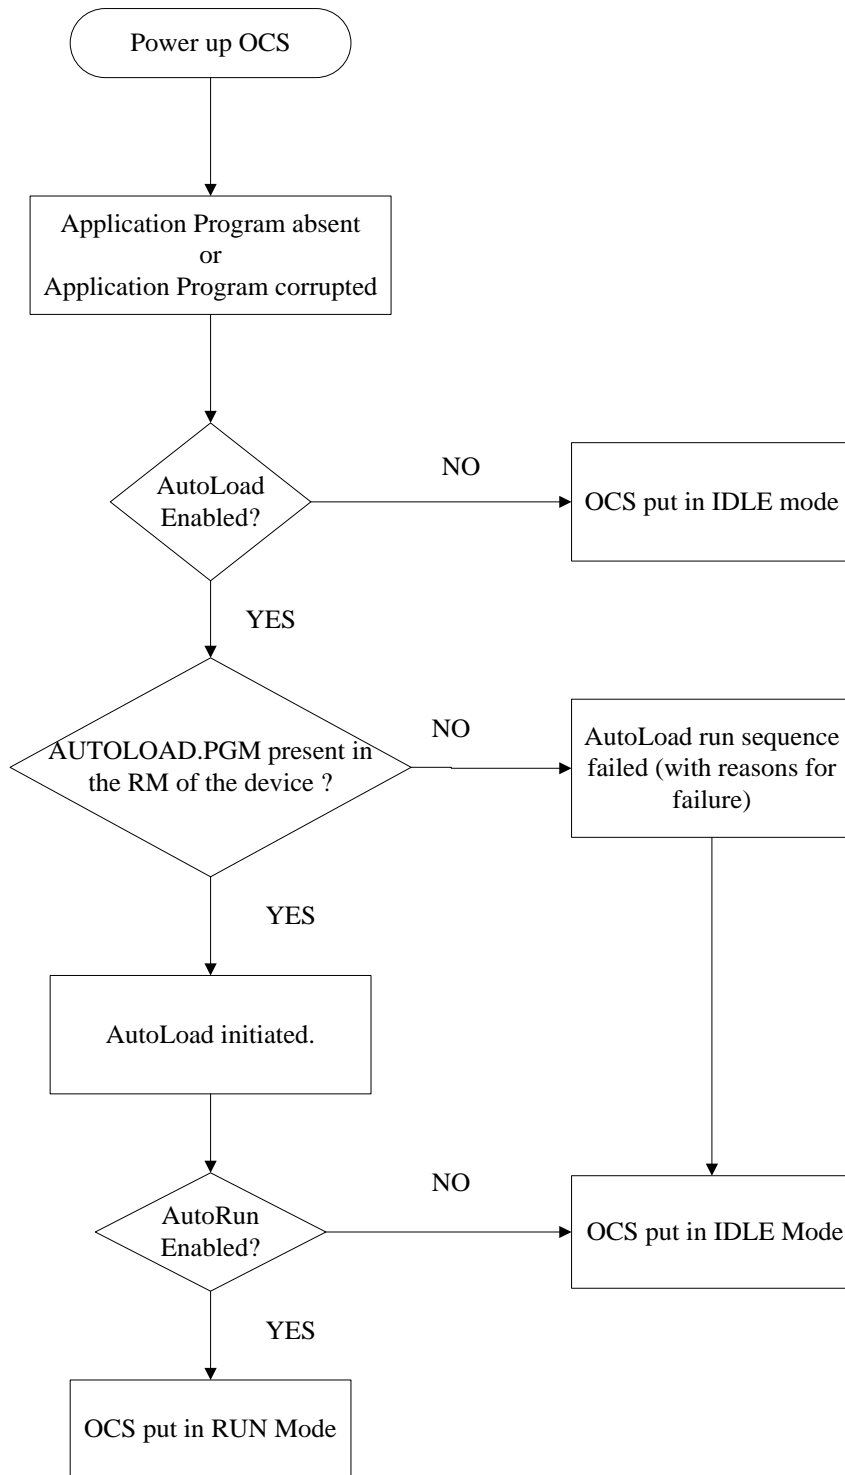 Power up OCS
Application Program absent
or
Application Program corrupted
AutoLoad
Enabled?
NO
OCS put in IDLE mode
YES
AUTOLOAD.PGM present in
the RM of the device ?
NO
AutoLoad run sequence
failed (with reasons for
failure)
YES
AutoLoad initiated.
AutoRun
Enabled?
NO
OCS put in IDLE Mode
YES
OCS put in RUN Mode